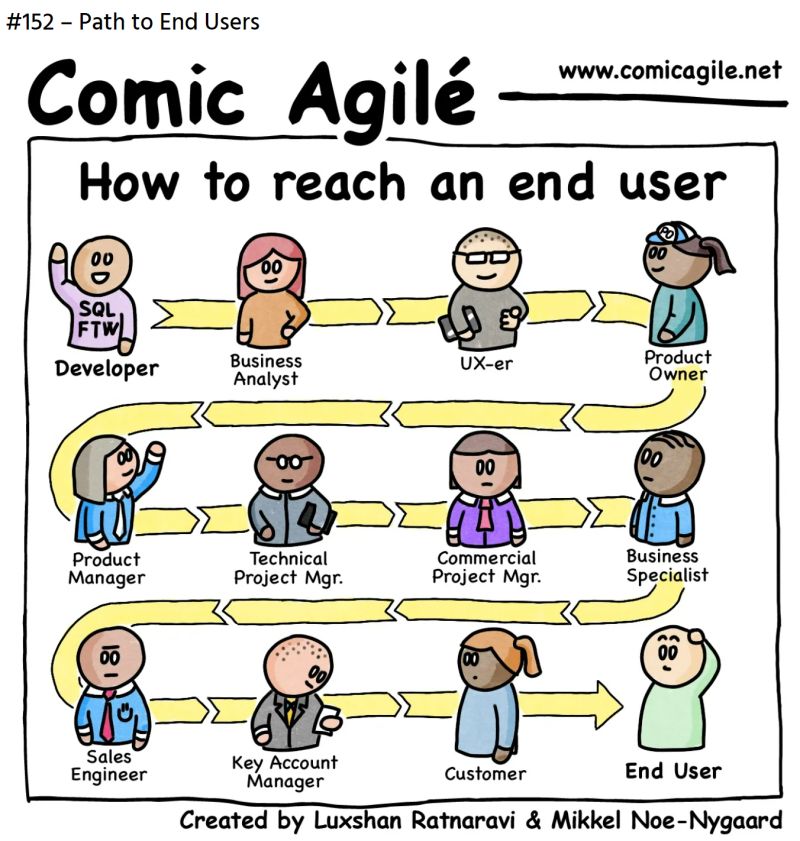 #152 – Path to End Users
Comic Agilé
www.comicagile.net
How to reach an end user
SQL
FTW
PO
Developer
Business
Analyst
UX-er
Product
Owner
Product
Manager
Technical
Project Mgr.
Commercial
Project Mgr.
Business
Specialist
Sales
Engineer
Key Account
Manager
Customer
End User
Created by Luxshan Ratnaravi & Mikkel Noe-Nygaard